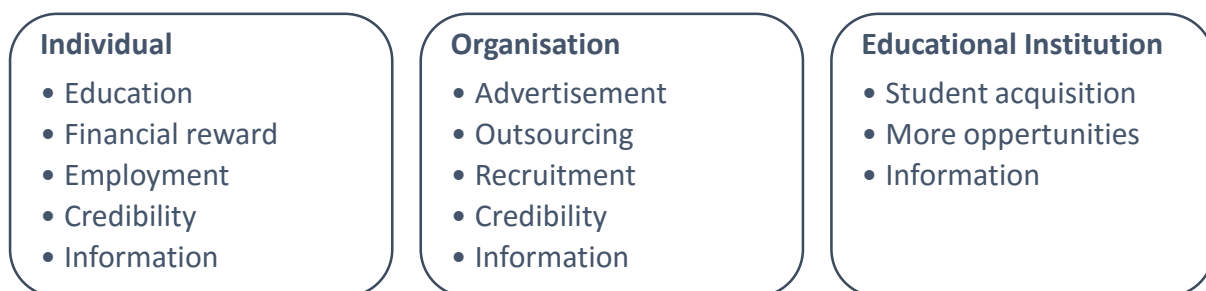 Individual
• Education
• Financial reward
• Employment
• Credibility
• Information
Organisation
• Advertisement
• Outsourcing
• Recruitment
• Credibility
• Information
Educational Institution
• Student acquisition
• More oppertunities
• Information